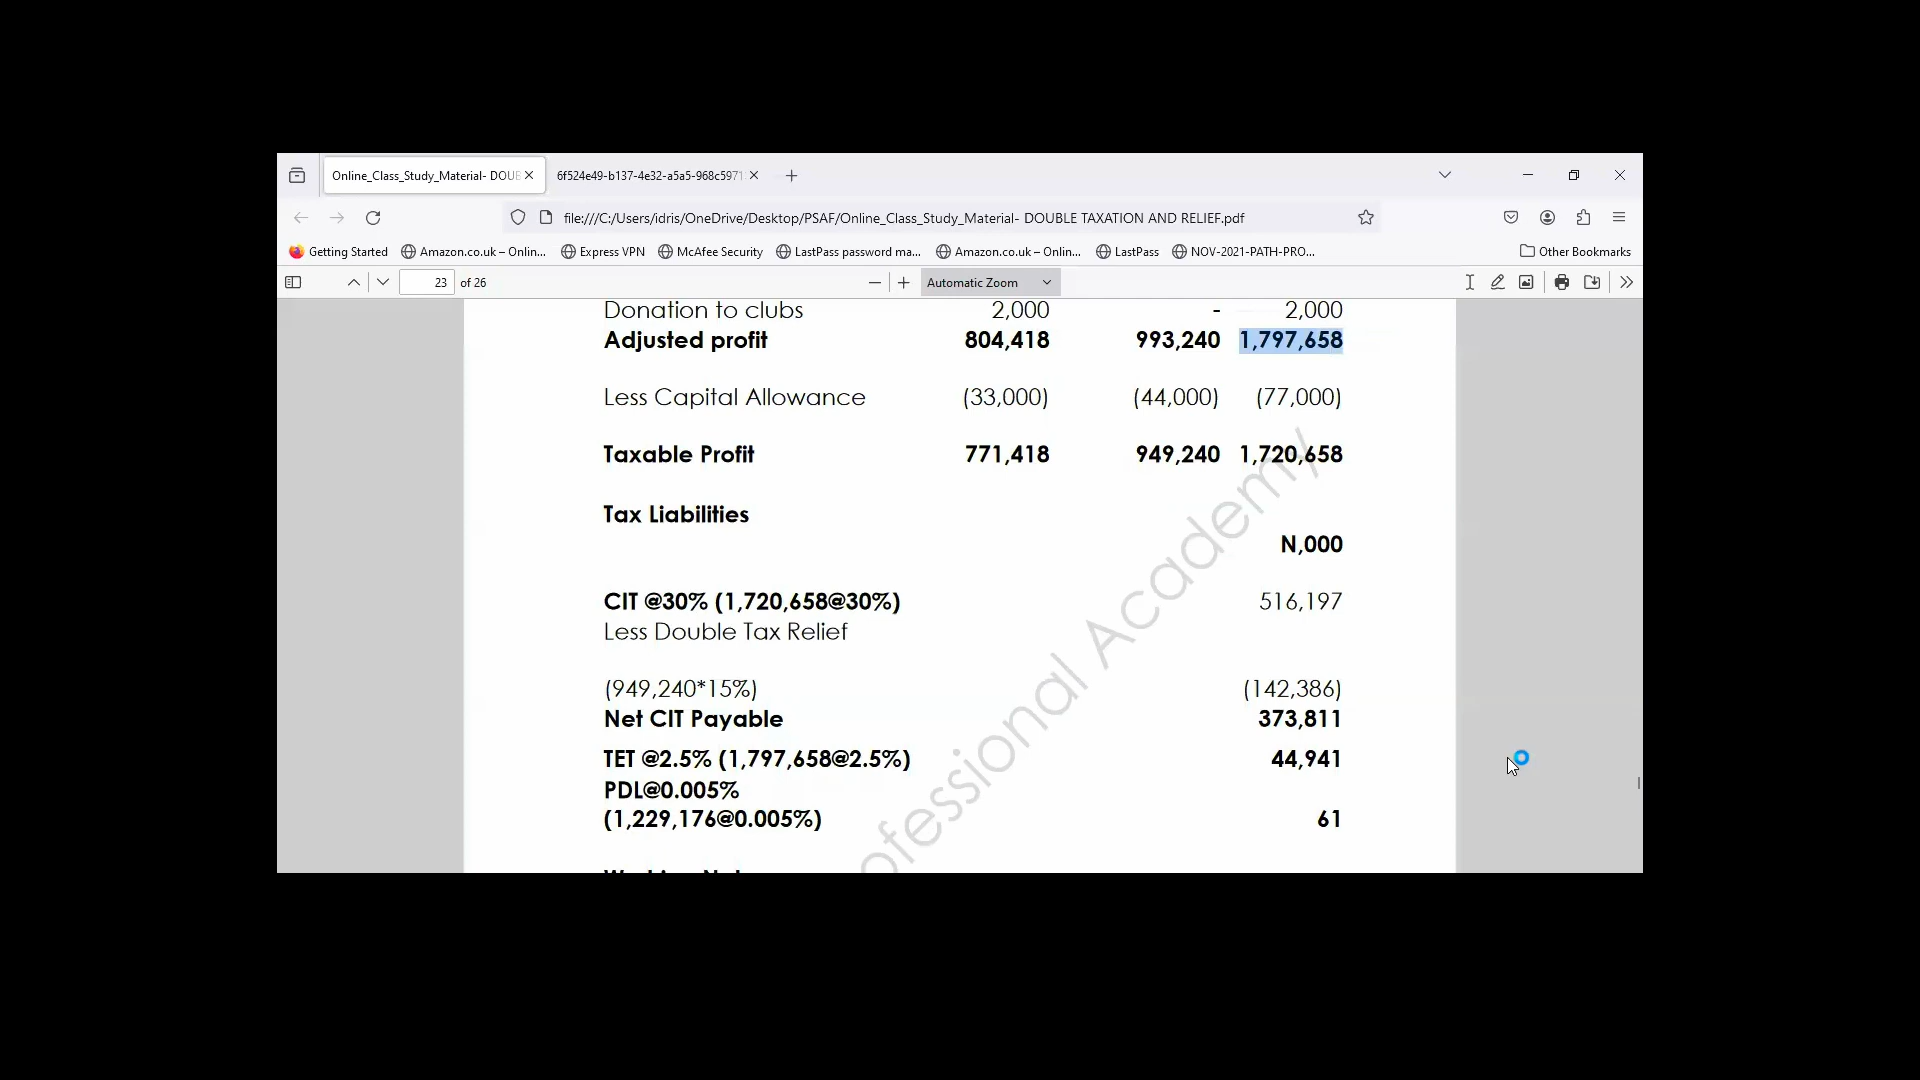 Online_Class_Study_Material- DOUB
6f524e49-b137-4e32-a5a5-968c5971
file:///C:/Users/idris/OneDrive/Desktop/PSAF/Online_Class_Study_Material- DOUBLE TAXATION AND RELIEF.pdf
Getting Started Amazon.co.uk – Onlin... Express VPN McAfee Security LastPass password ma... Amazon.co.uk – Onlin... LastPass NOV-2021-PATH-PRO... Other Bookmarks
23 of 26 Automatic Zoom
Donation to clubs 2,000 - 2,000
Adjusted profit 804,418 993,240 1,797,658
Less Capital Allowance (33,000) (44,000) (77,000)
Taxable Profit 771,418 949,240 1,720,658
Tax Liabilities
N,000
CIT @30% (1,720,658@30%) 516,197
Less Double Tax Relief
(949,240*15%) (142,386)
Net CIT Payable 373,811
TET @2.5% (1,797,658@2.5%) 44,941
PDL@0.005%
(1,229,176@0.005%) 61
ofessional Academy